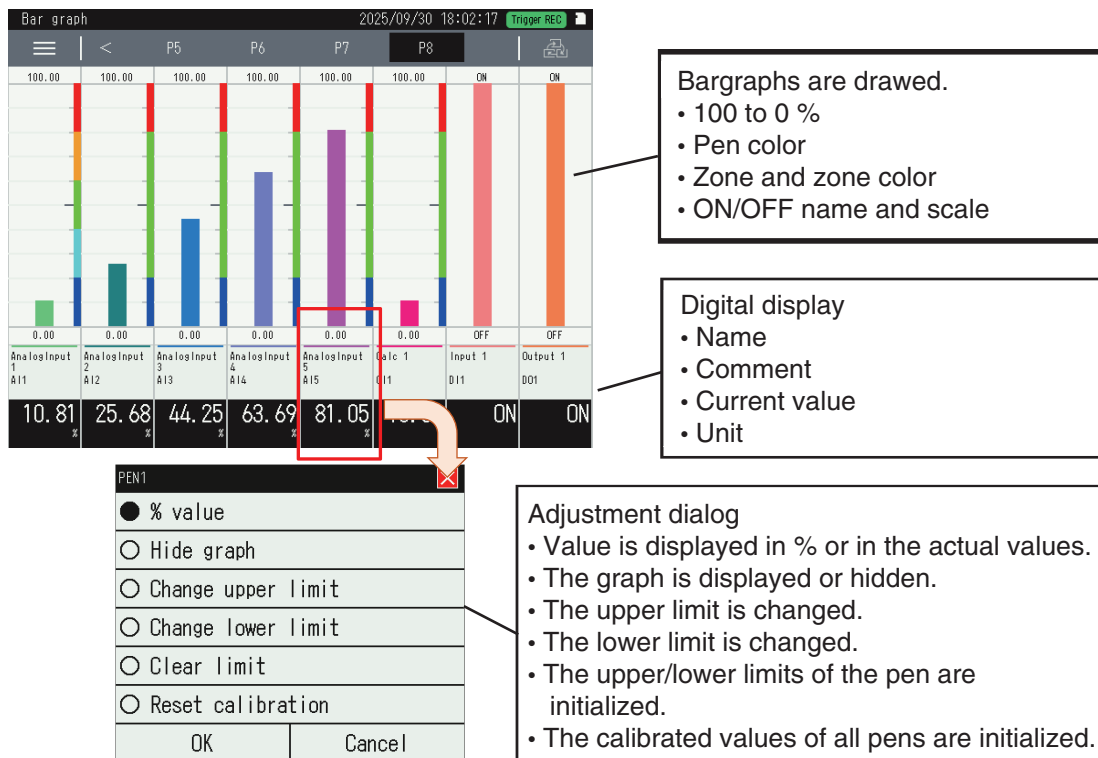 Bar graph 2025/09/30 18:02:17 Trigger REC
< P5 P6 P7 P8
100.00 100.00 100.00 100.00 100.00 100.00 ON ON
0.00 0.00 0.00 0.00 0.00 0.00 OFF OFF
AnalogInput AnalogInput AnalogInput AnalogInput AnalogInput Calc 1 Input 1 Output 1
1 2 3 4 5
AI1 AI2 AI3 AI4 AI5 DI1 DO1
10.81 25.68 44.25 63.69 81.05 ON ON
% % % % %
Bargraphs are drawed.
• 100 to 0 %
• Pen color
• Zone and zone color
• ON/OFF name and scale
Digital display
• Name
• Comment
• Current value
• Unit
PEN1
% value
Hide graph
Change upper limit
Change lower limit
Clear limit
Reset calibration
OK Cancel
Adjustment dialog
• Value is displayed in % or in the actual values.
• The graph is displayed or hidden.
• The upper limit is changed.
• The lower limit is changed.
• The upper/lower limits of the pen are
initialized.
• The calibrated values of all pens are initialized.